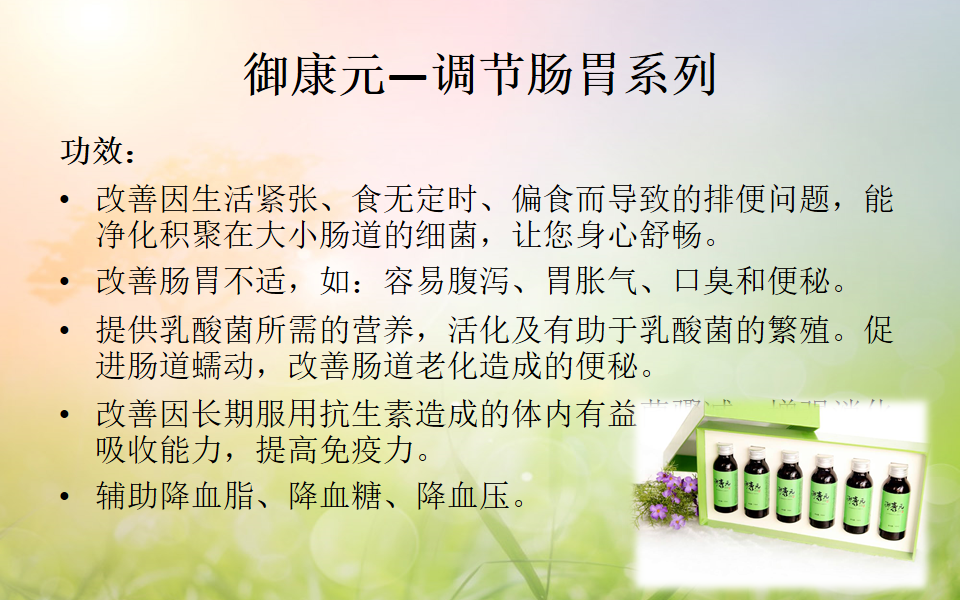 御康元—调节肠胃系列
功效：
• 改善因生活紧张、食无定时、偏食而导致的排便问题，能
净化积聚在大小肠道的细菌，让您身心舒畅。
• 改善肠胃不适，如：容易腹泻、胃胀气、口臭和便秘。
• 提供乳酸菌所需的营养，活化及有助于乳酸菌的繁殖。促
进肠道蠕动，改善肠道老化造成的便秘。
• 改善因长期服用抗生素造成的体内有益
吸收能力，提高免疫力。
• 辅助降血脂、降血糖、降血压。